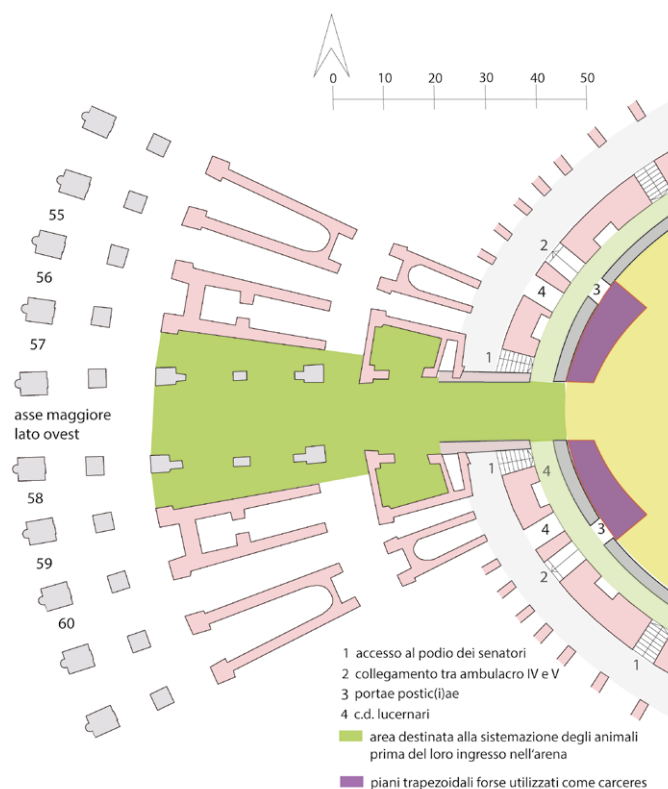 0 10 20 30 40 50
55
2
56
3
4
57
1
asse maggiore
lato ovest
58
1
4
4
59
3
2
60
1
1 accesso al podio dei senatori
2 collegamento tra ambulacro IV e V
3 portae postic(i)ae
4 c.d. lucernari
area destinata alla sistemazione degli animali
prima del loro ingresso nell'arena
piani trapezoidali forse utilizzati come carceres